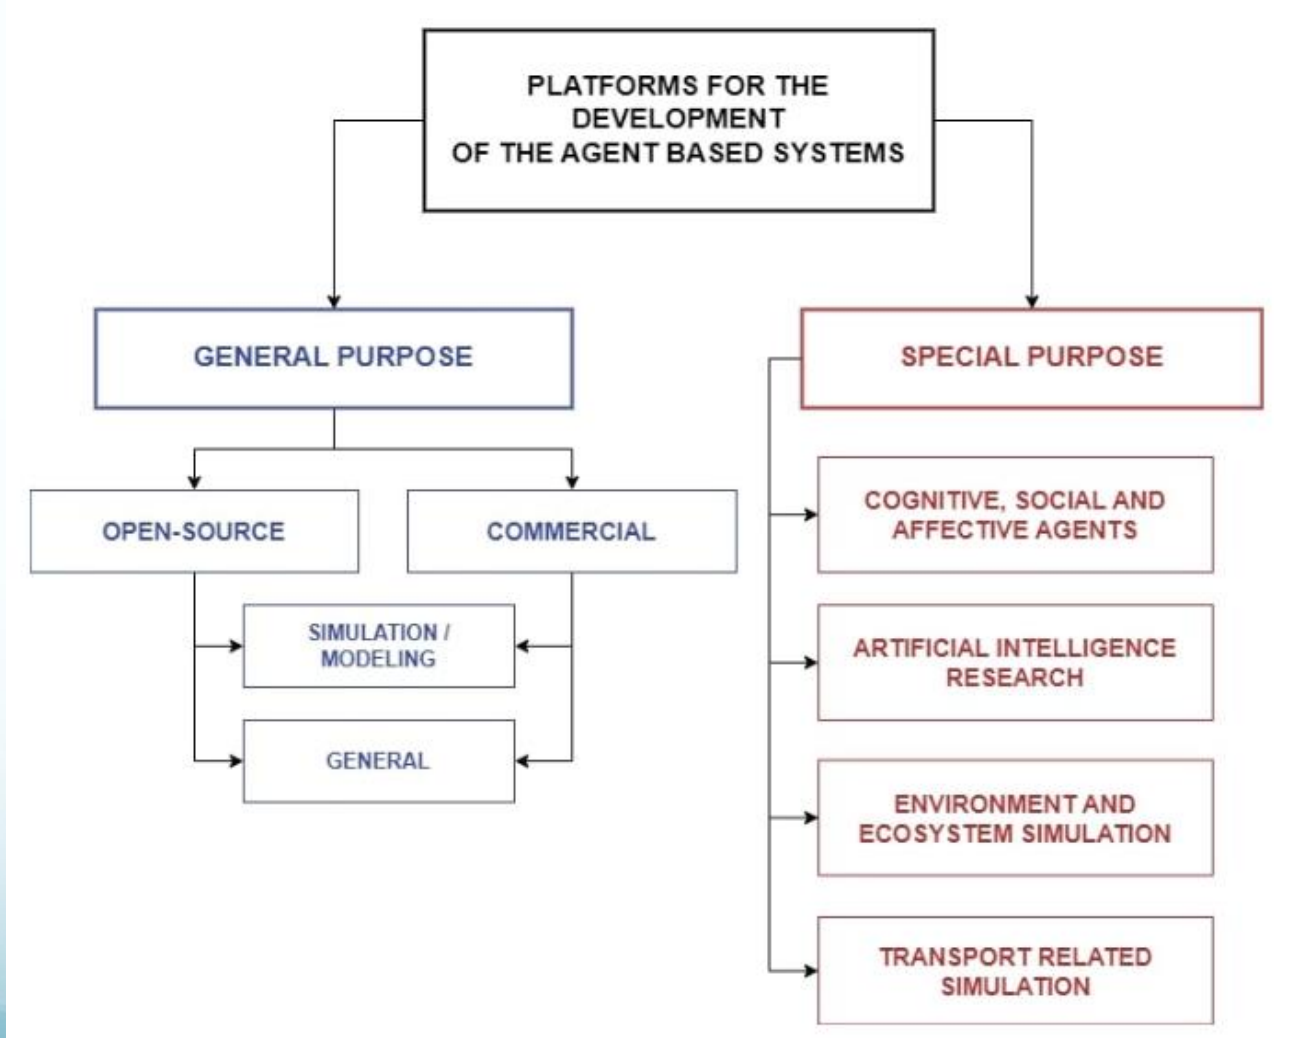 PLATFORMS FOR THE
DEVELOPMENT
OF THE AGENT BASED SYSTEMS
GENERAL PURPOSE
OPEN-SOURCE
COMMERCIAL
SIMULATION /
MODELING
GENERAL
SPECIAL PURPOSE
COGNITIVE, SOCIAL AND
AFFECTIVE AGENTS
ARTIFICIAL INTELLIGENCE
RESEARCH
ENVIRONMENT AND
ECOSYSTEM SIMULATION
TRANSPORT RELATED
SIMULATION